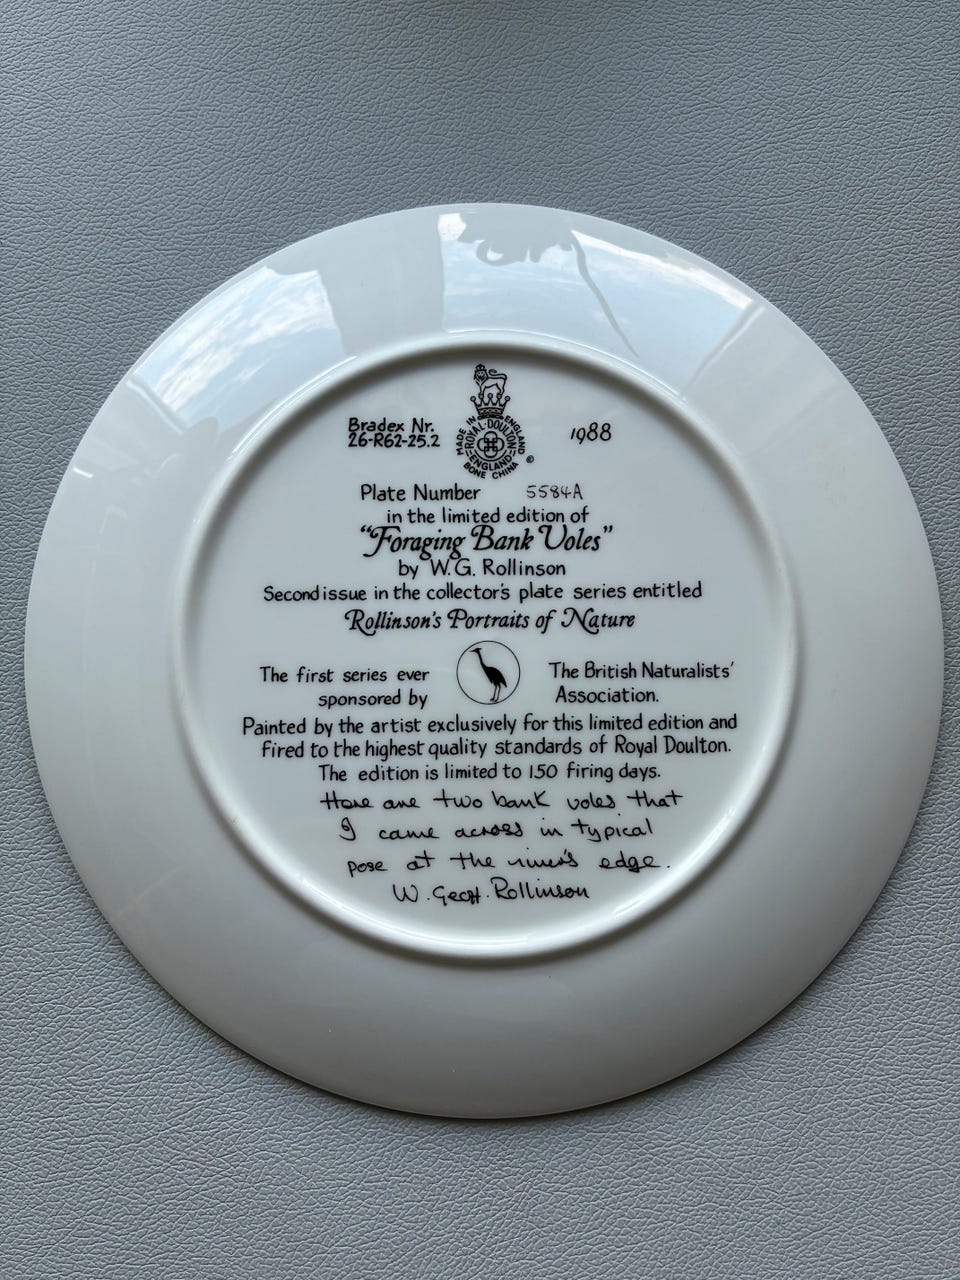 Bradex Nr.
26-R62-25.2
MADE IN ENGLAND
ROYAL·DOULTON
ENGLAND
BONE CHINA
©
1988
Plate Number 5584A
in the limited edition of
"Foraging Bank Voles"
by W.G. Rollinson
Second issue in the collector's plate series entitled
Rollinson's Portraits of Nature
The first series ever
sponsored by
The British Naturalists'
Association.
Painted by the artist exclusively for this limited edition and
fired to the highest quality standards of Royal Doulton.
The edition is limited to 150 firing days.
Here are two bank voles that
I came across in typical
pose at the river's edge.
W. Geoff. Rollinson